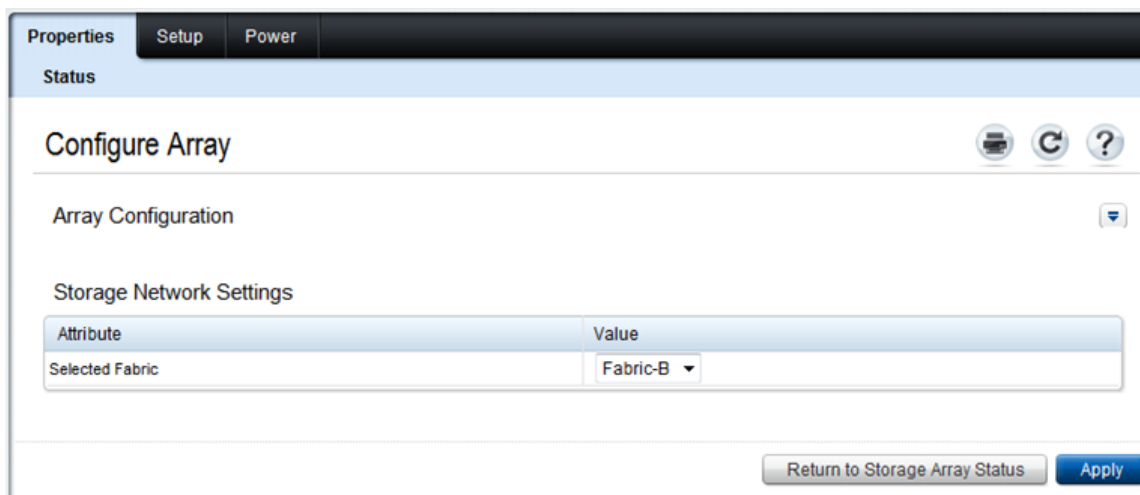 Properties Setup Power
Status
Configure Array
?
Array Configuration
Storage Network Settings
Attribute Value
Selected Fabric Fabric-B
Return to Storage Array Status Apply